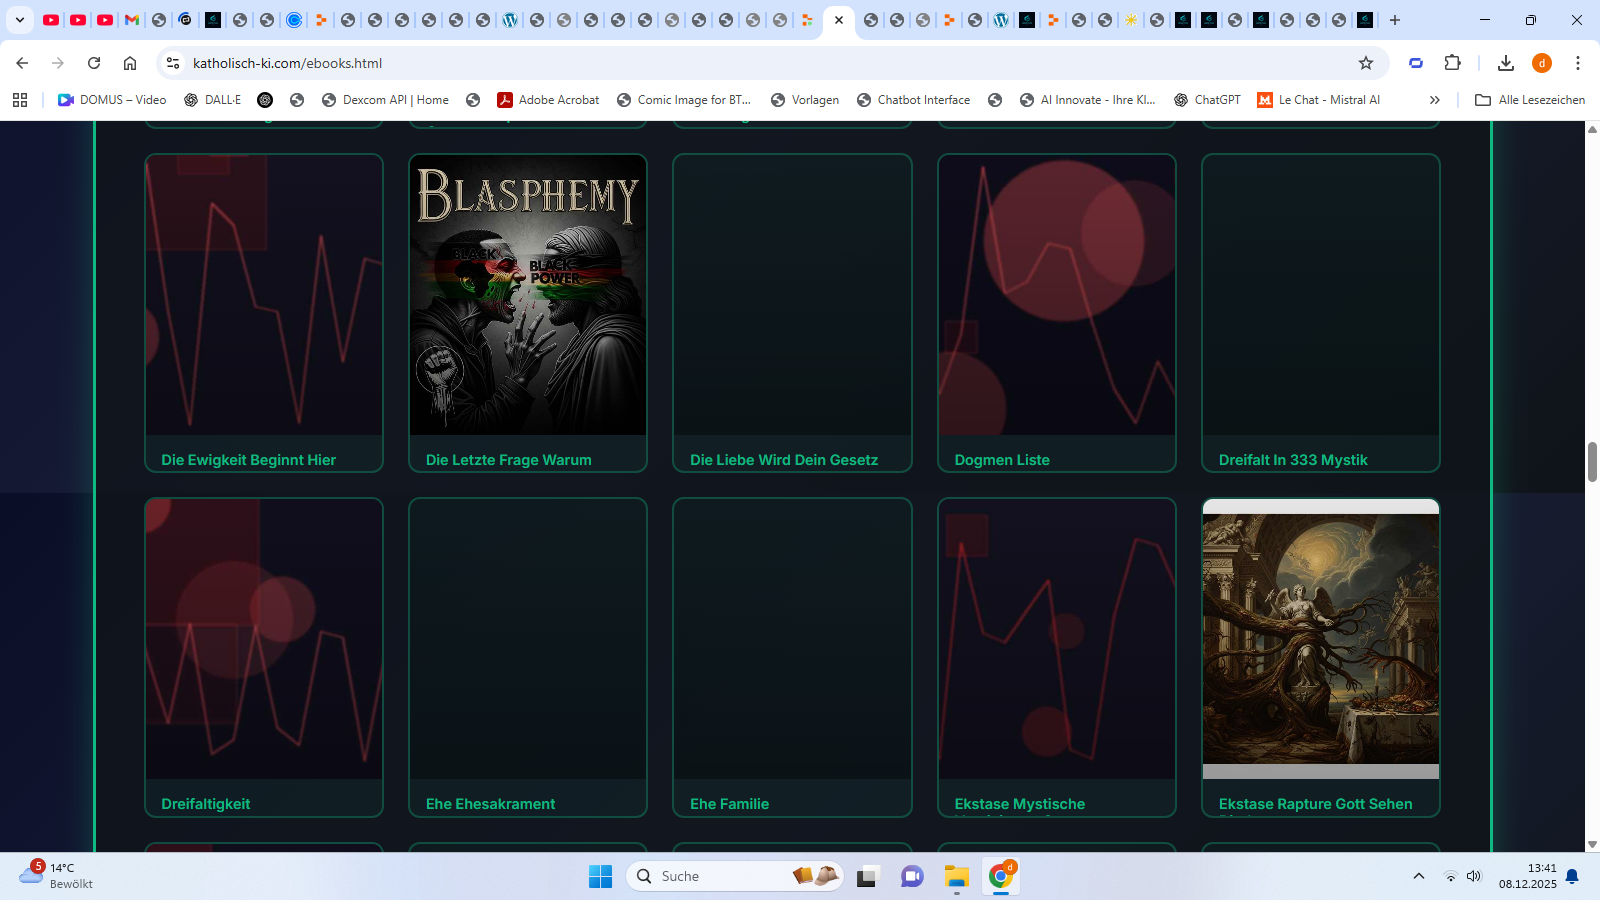 katholisch-ki.com/ebooks.html
d
DOMUS – Video
DALL·E
Dexcom API | Home
Adobe Acrobat
Comic Image for BT...
Vorlagen
Chatbot Interface
AI Innovate - Ihre KI...
ChatGPT
Le Chat - Mistral AI
Alle Lesezeichen
BLASPHEMY
BLACK
BLACK
POWER
Die Ewigkeit Beginnt Hier
Die Letzte Frage Warum
Die Liebe Wird Dein Gesetz
Dogmen Liste
Dreifalt In 333 Mystik
Dreifaltigkeit
Ehe Ehesakrament
Ehe Familie
Ekstase Mystische
Ekstase Rapture Gott Sehen
5
14°C
Bewölkt
Suche
d
13:41
08.12.2025